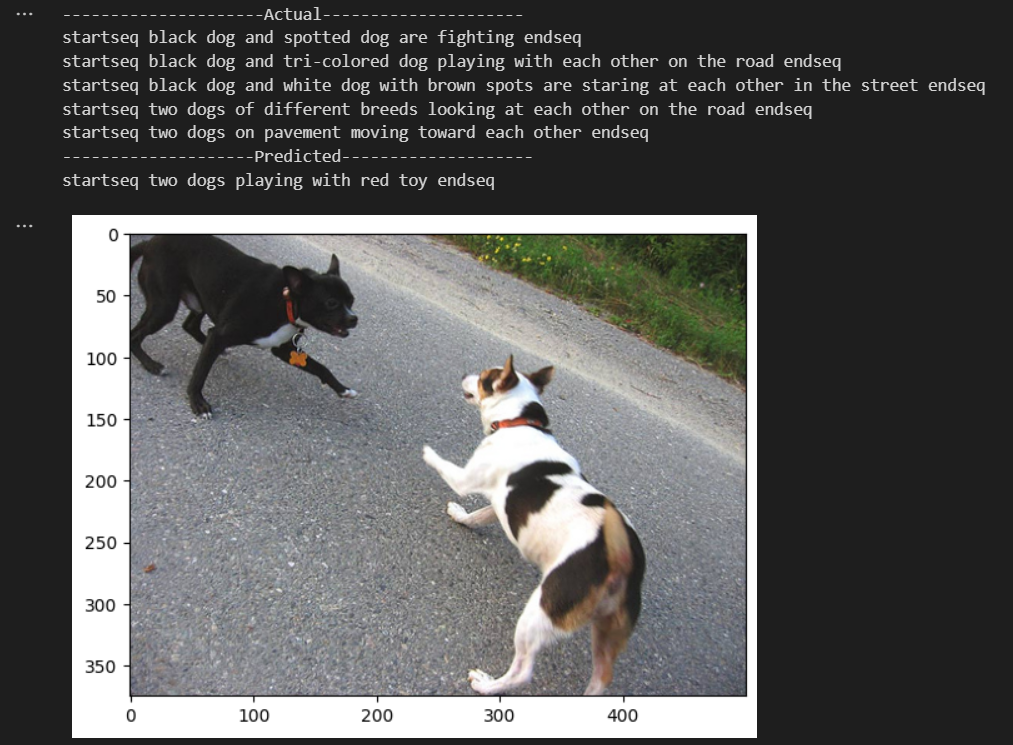 ... ---------------------Actual---------------------
startseq black dog and spotted dog are fighting endseq
startseq black dog and tri-colored dog playing with each other on the road endseq
startseq black dog and white dog with brown spots are staring at each other in the street endseq
startseq two dogs of different breeds looking at each other on the road endseq
startseq two dogs on pavement moving toward each other endseq
--------------------Predicted--------------------
startseq two dogs playing with red toy endseq
...
0
50
100
150
200
250
300
350
0 100 200 300 400